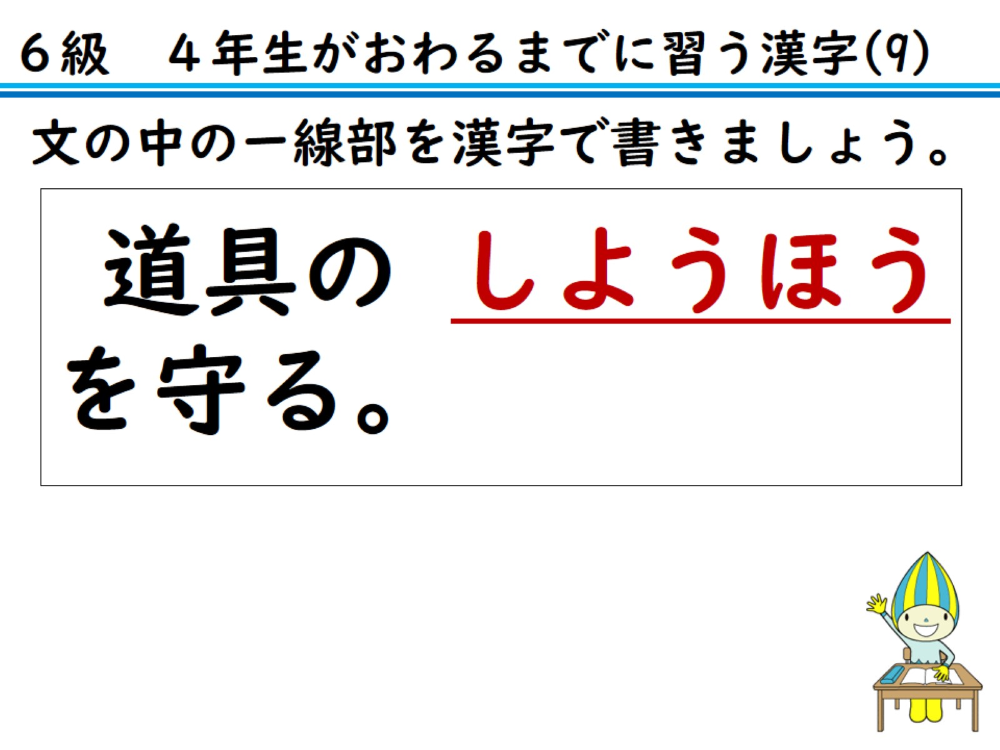 ６級　４年生がおわるまでに習う漢字(9)
文の中の一線部を漢字で書きましょう。
道具の しようほう
を守る。